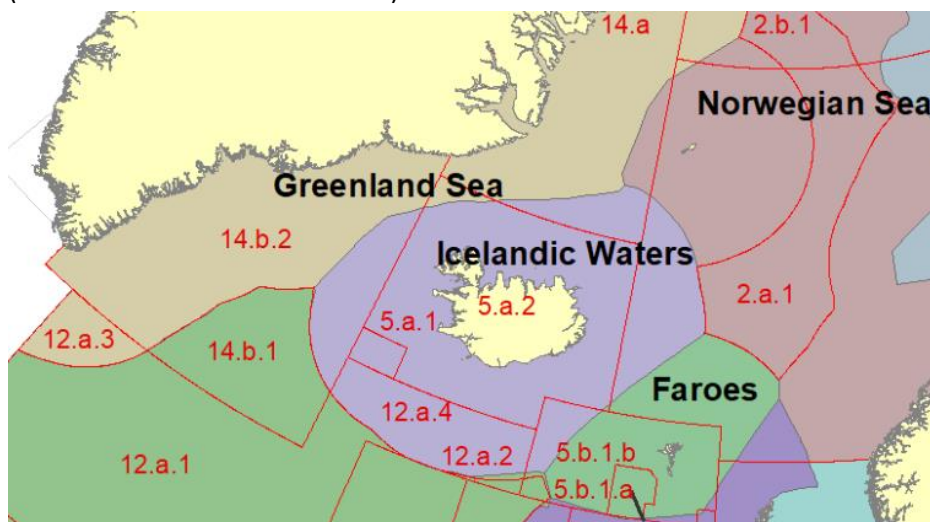 14.a
2.b.1
Norwegian Sea
Greenland Sea
14.b.2
Icelandic Waters
5.a.1
5.a.2
2.a.1
12.a.3
14.b.1
Faroes
12.a.4
12.a.1
12.a.2
5.b.1.b
5.b.1.a